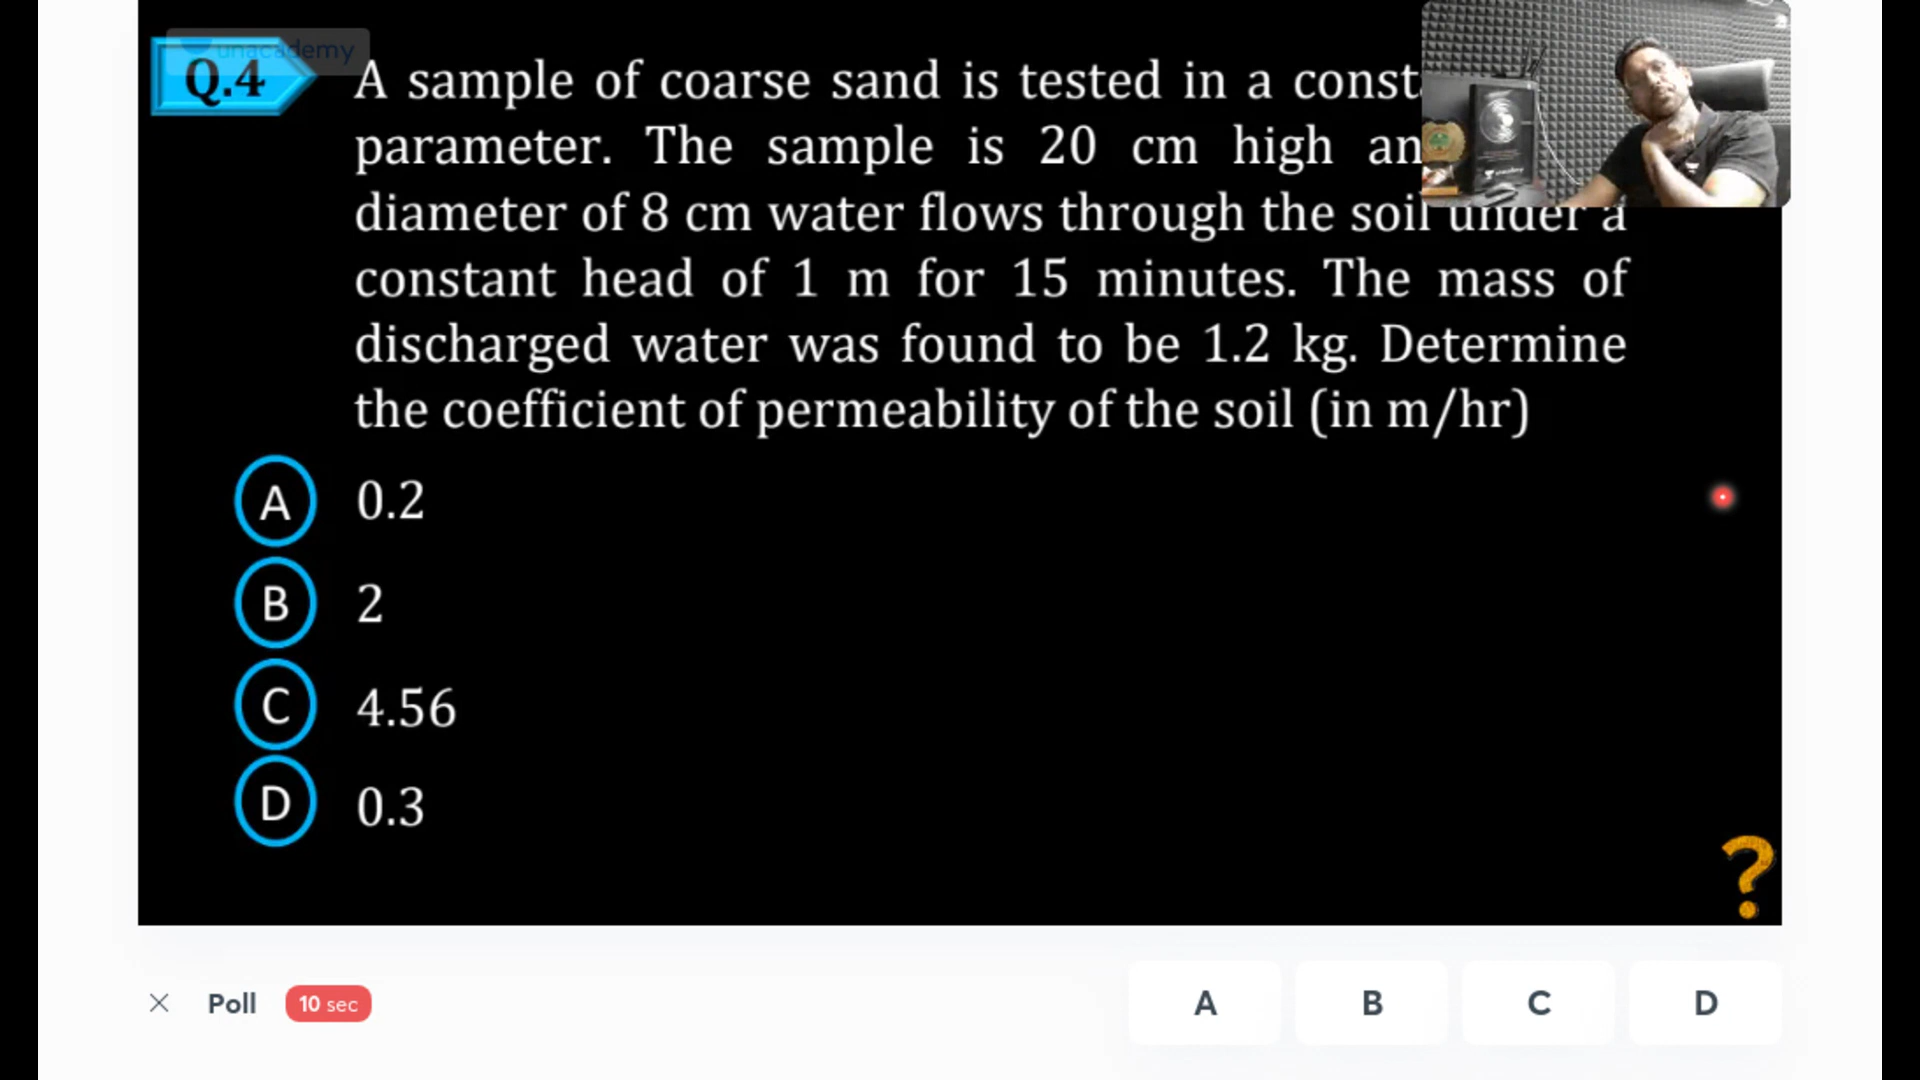 unacademy
Q.4
A sample of coarse sand is tested in a
parameter. The sample is 20 cm high
diameter of 8 cm water flows through the soil under a
constant head of 1 m for 15 minutes. The mass of
discharged water was found to be 1.2 kg. Determine
the coefficient of permeability of the soil (in m/hr)
A 0.2
B 2
C 4.56
D 0.3
?
Poll 10 sec A B C D